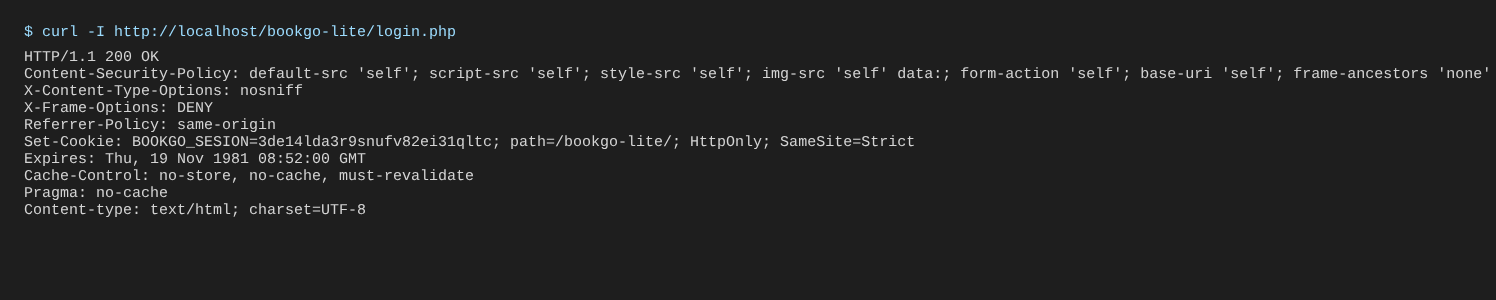 $ curl -I http://localhost/bookgo-lite/login.php
HTTP/1.1 200 OK
Content-Security-Policy: default-src 'self'; script-src 'self'; style-src 'self'; img-src 'self' data:; form-action 'self'; base-uri 'self'; frame-ancestors 'none'
X-Content-Type-Options: nosniff
X-Frame-Options: DENY
Referrer-Policy: same-origin
Set-Cookie: BOOKGO_SESION=3de14lda3r9snufv82ei31qltc; path=/bookgo-lite/; HttpOnly; SameSite=Strict
Expires: Thu, 19 Nov 1981 08:52:00 GMT
Cache-Control: no-store, no-cache, must-revalidate
Pragma: no-cache
Content-type: text/html; charset=UTF-8